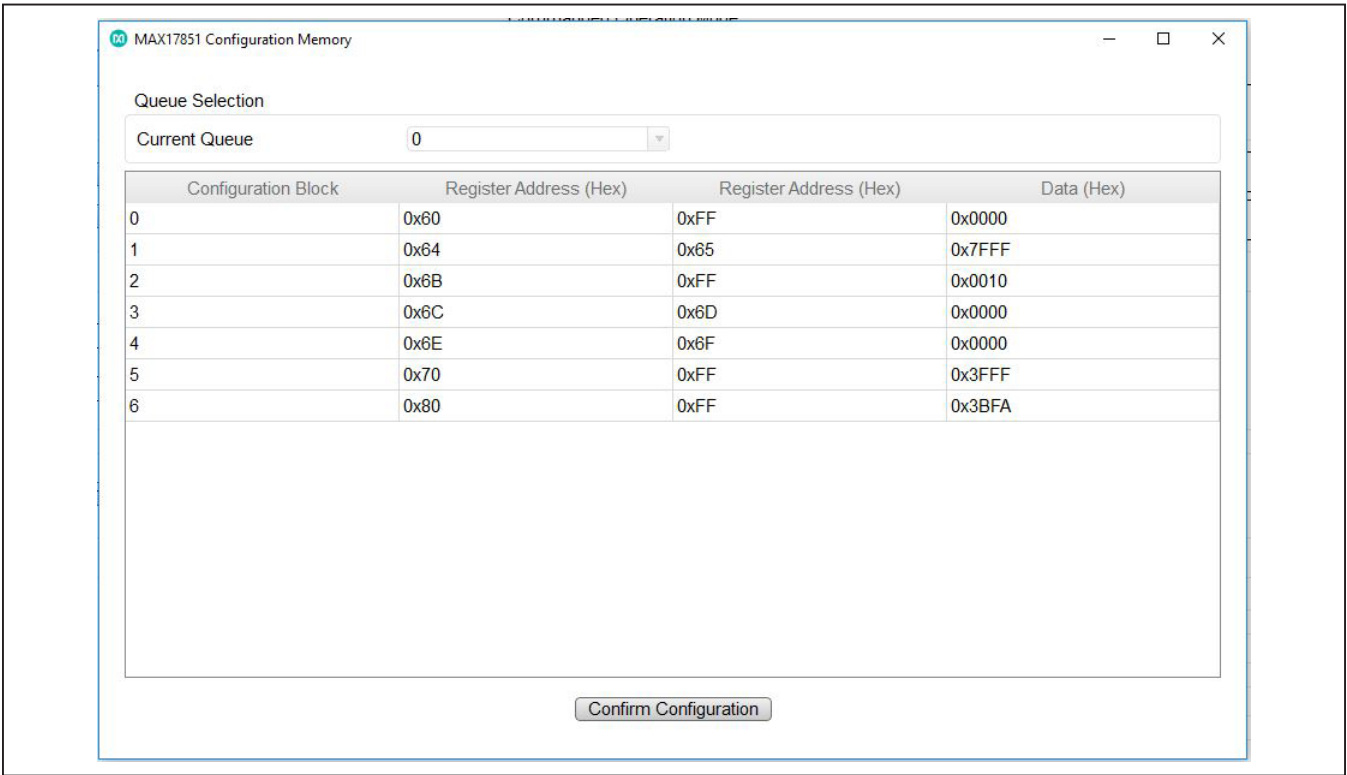 MAX17851 Configuration Memory
Queue Selection
Current Queue 0
Configuration Block Register Address (Hex) Register Address (Hex) Data (Hex)
0 0x60 0xFF 0x0000
1 0x64 0x65 0x7FFF
2 0x6B 0xFF 0x0010
3 0x6C 0x6D 0x0000
4 0x6E 0x6F 0x0000
5 0x70 0xFF 0x3FFF
6 0x80 0xFF 0x3BFA
Confirm Configuration